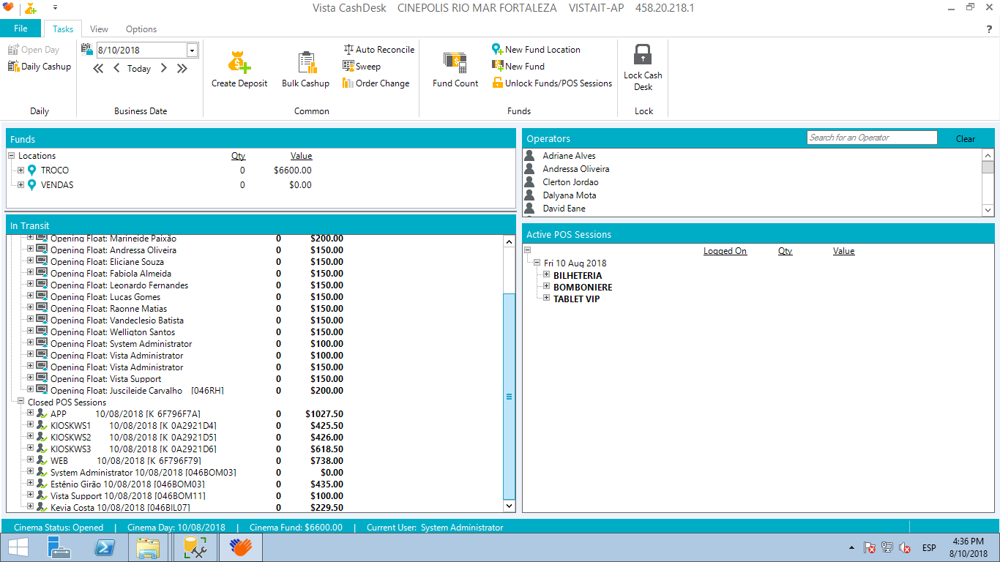 Vista CashDesk CINEPOLIS RIO MAR FORTALEZA VISTAIT-AP 458.20.218.1
File Tasks View Options ?
Open Day
Daily Cashup
Daily
8/10/2018
Today
Business Date
Create Deposit
Bulk Cashup
Auto Reconcile
Sweep
Order Change
Common
Fund Count
New Fund Location
New Fund
Unlock Funds/POS Sessions
Funds
Lock Cash
Desk
Lock
Funds
Locations Qty Value
TROCO 0 $6600.00
VENDAS 0 $0.00
In Transit
Opening Float: Marineide Paixão 0 $200.00
Opening Float: Andressa Oliveira 0 $150.00
Opening Float: Eliciane Souza 0 $150.00
Opening Float: Fabiola Almeida 0 $150.00
Opening Float: Leonardo Fernandes 0 $150.00
Opening Float: Lucas Gomes 0 $150.00
Opening Float: Raonne Matias 0 $150.00
Opening Float: Vandeclesio Batista 0 $150.00
Opening Float: Welligton Santos 0 $150.00
Opening Float: System Administrator 0 $100.00
Opening Float: Vista Administrator 0 $100.00
Opening Float: Vista Administrator 0 $150.00
Opening Float: Vista Support 0 $150.00
Opening Float: Juscileide Carvalho [046RH] 0 $200.00
Closed POS Sessions
APP 10/08/2018 [K 6F796F7A] 0 $1027.50
KIOSKWS1 10/08/2018 [K 0A2921D4] 0 $425.50
KIOSKWS2 10/08/2018 [K 0A2921D5] 0 $426.00
KIOSKWS3 10/08/2018 [K 0A2921D6] 0 $618.50
WEB 10/08/2018 [K 6F796F79] 0 $738.00
System Administrator 10/08/2018 [046BOM03] 0 $0.00
Estênio Girão 10/08/2018 [046BOM03] 0 $435.00
Vista Support 10/08/2018 [046BOM11] 0 $100.00
Kevia Costa 10/08/2018 [046BIL07] 0 $229.50
Operators Search for an Operator Clear
Adriane Alves
Andressa Oliveira
Clerton Jordao
Dalyana Mota
David Eane
Active POS Sessions
Logged On Qty Value
Fri 10 Aug 2018
BILHETERIA
BOMBONIERE
TABLET VIP
Cinema Status: Opened | Cinema Day: 10/08/2018 | Cinema Fund: $6600.00 | Current User: System Administrator
ESP
4:36 PM
8/10/2018